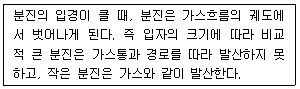 분진의 입경이 클 때, 분진은 가스흐름의 궤도에
서 벗어나게 된다. 즉 입자의 크기에 따라 비교
적 큰 분진은 가스통과 경로를 따라 발산하지 못
하고, 작은 분진은 가스와 같이 발산한다.